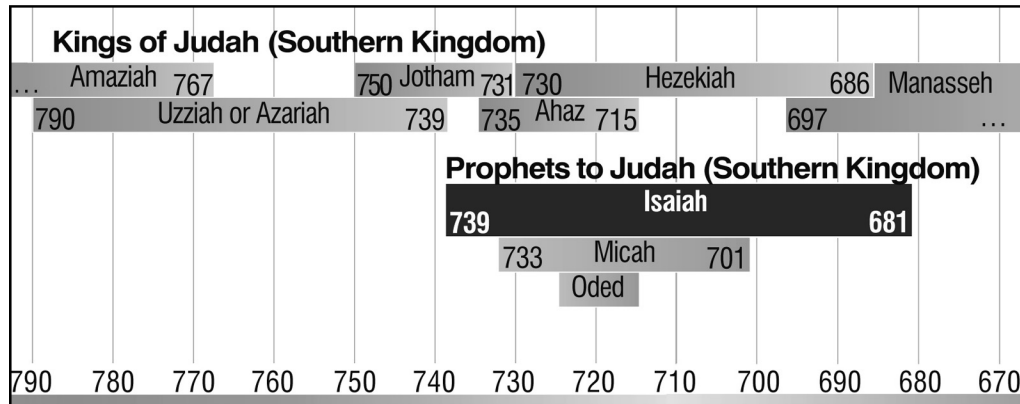 Kings of Judah (Southern Kingdom)
... Amaziah 767 750 Jotham 731 730 Hezekiah 686 Manasseh
790 Uzziah or Azariah 739 735 Ahaz 715 697 ...
Prophets to Judah (Southern Kingdom)
Isaiah
739 681
733 Micah 701
Oded
790 780 770 760 750 740 730 720 710 700 690 680 670